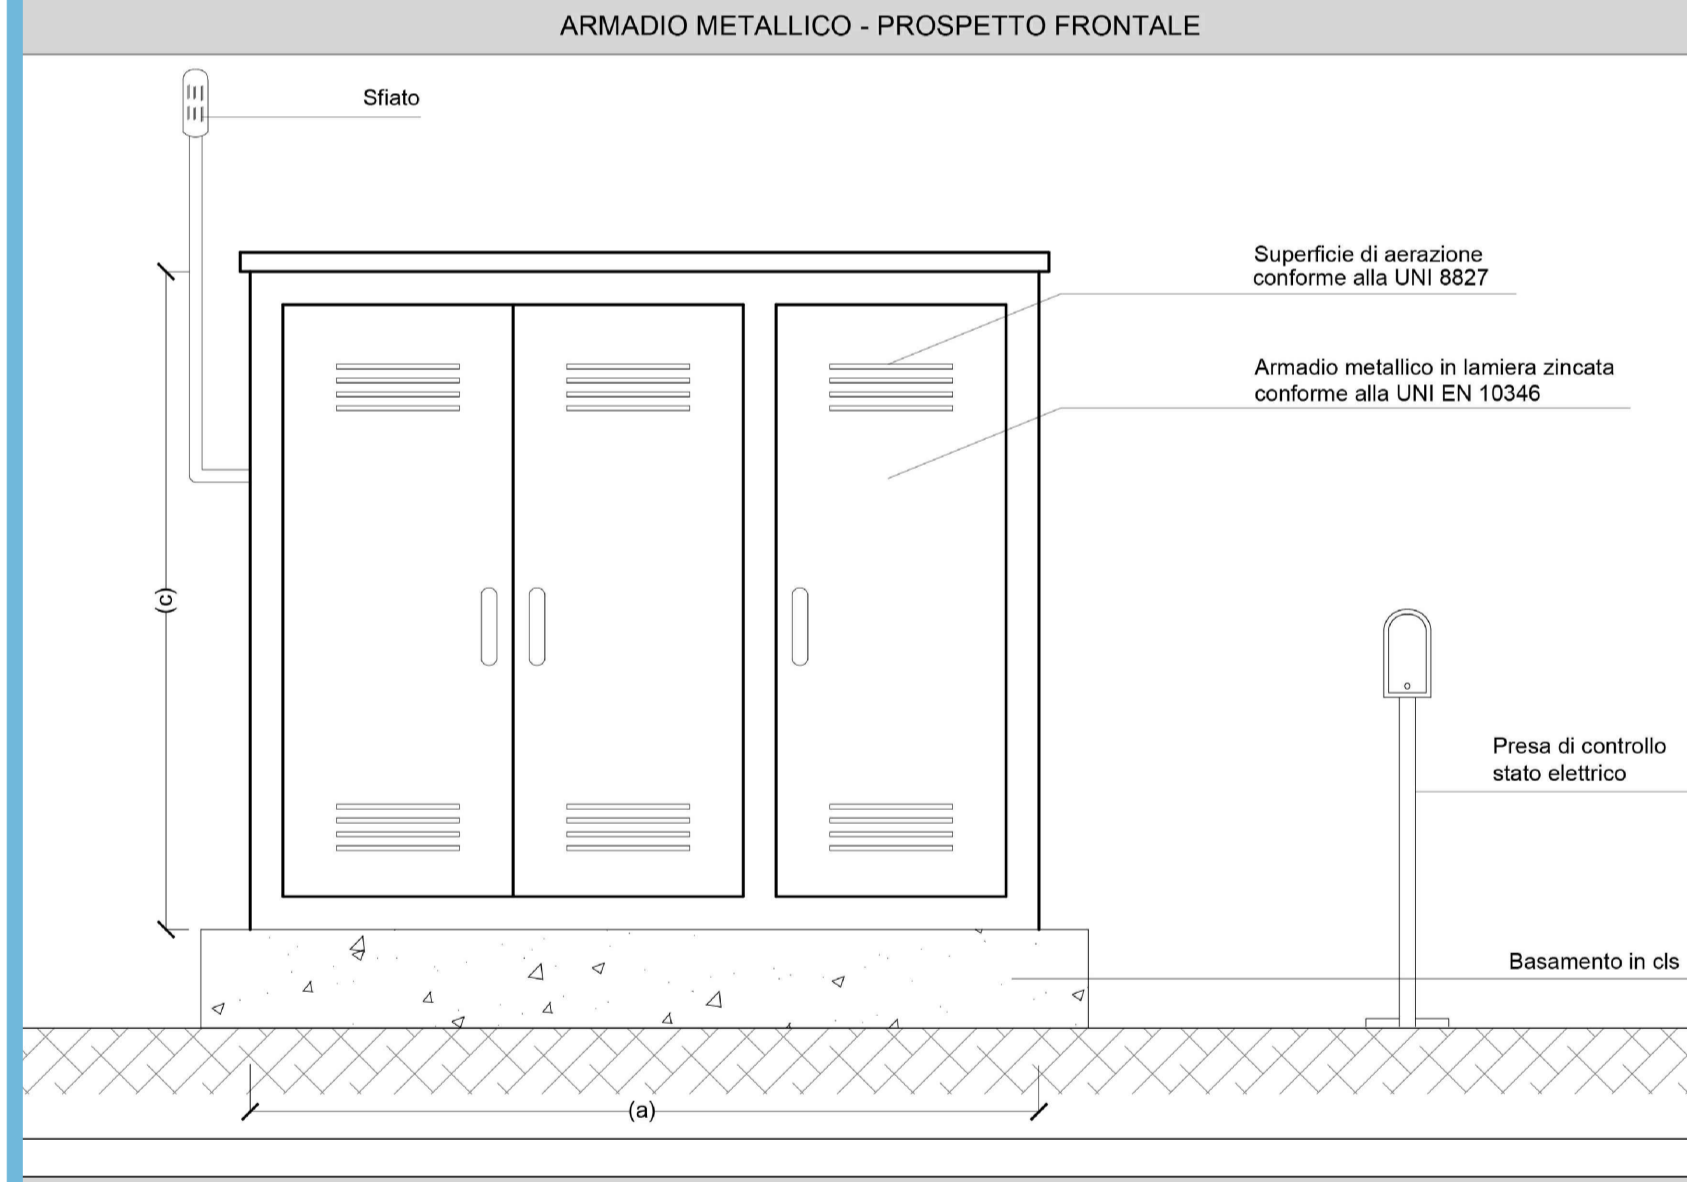 ARMADIO METALLICO - PROSPETTO FRONTALE
Sfiato
Superficie di aerazione
conforme alla UNI 8827
Armadio metallico in lamiera zincata
conforme alla UNI EN 10346
(c)
Presa di controllo
stato elettrico
Basamento in cls
(a)